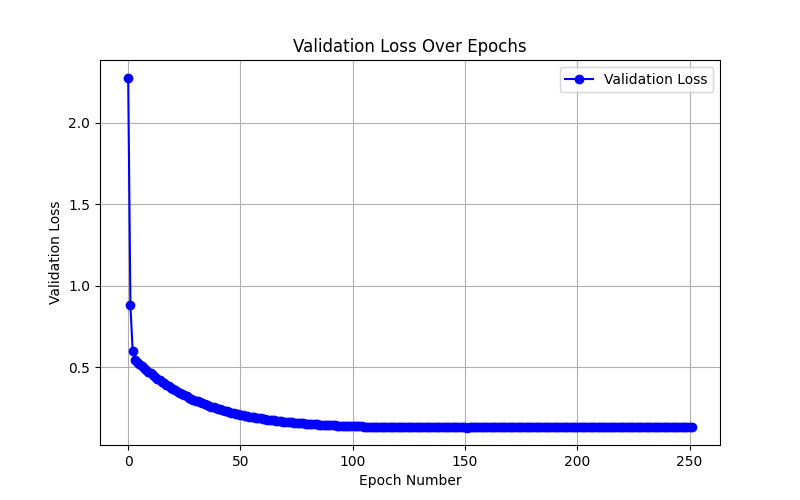 Validation Loss Over Epochs
Validation Loss
2.0
1.5
1.0
0.5
Validation Loss
0 50 100 150 200 250
Epoch Number